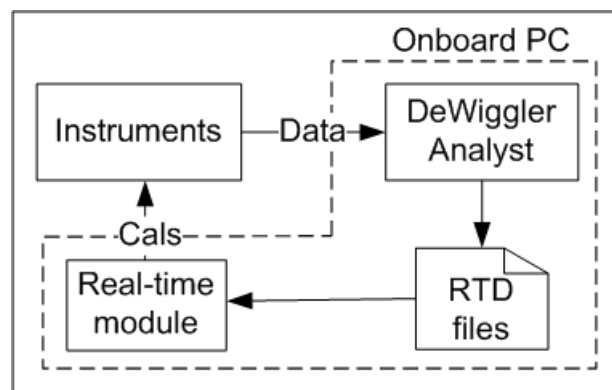 Onboard PC
Instruments
Data
DeWiggler
Analyst
Cals
Real-time
module
RTD
files